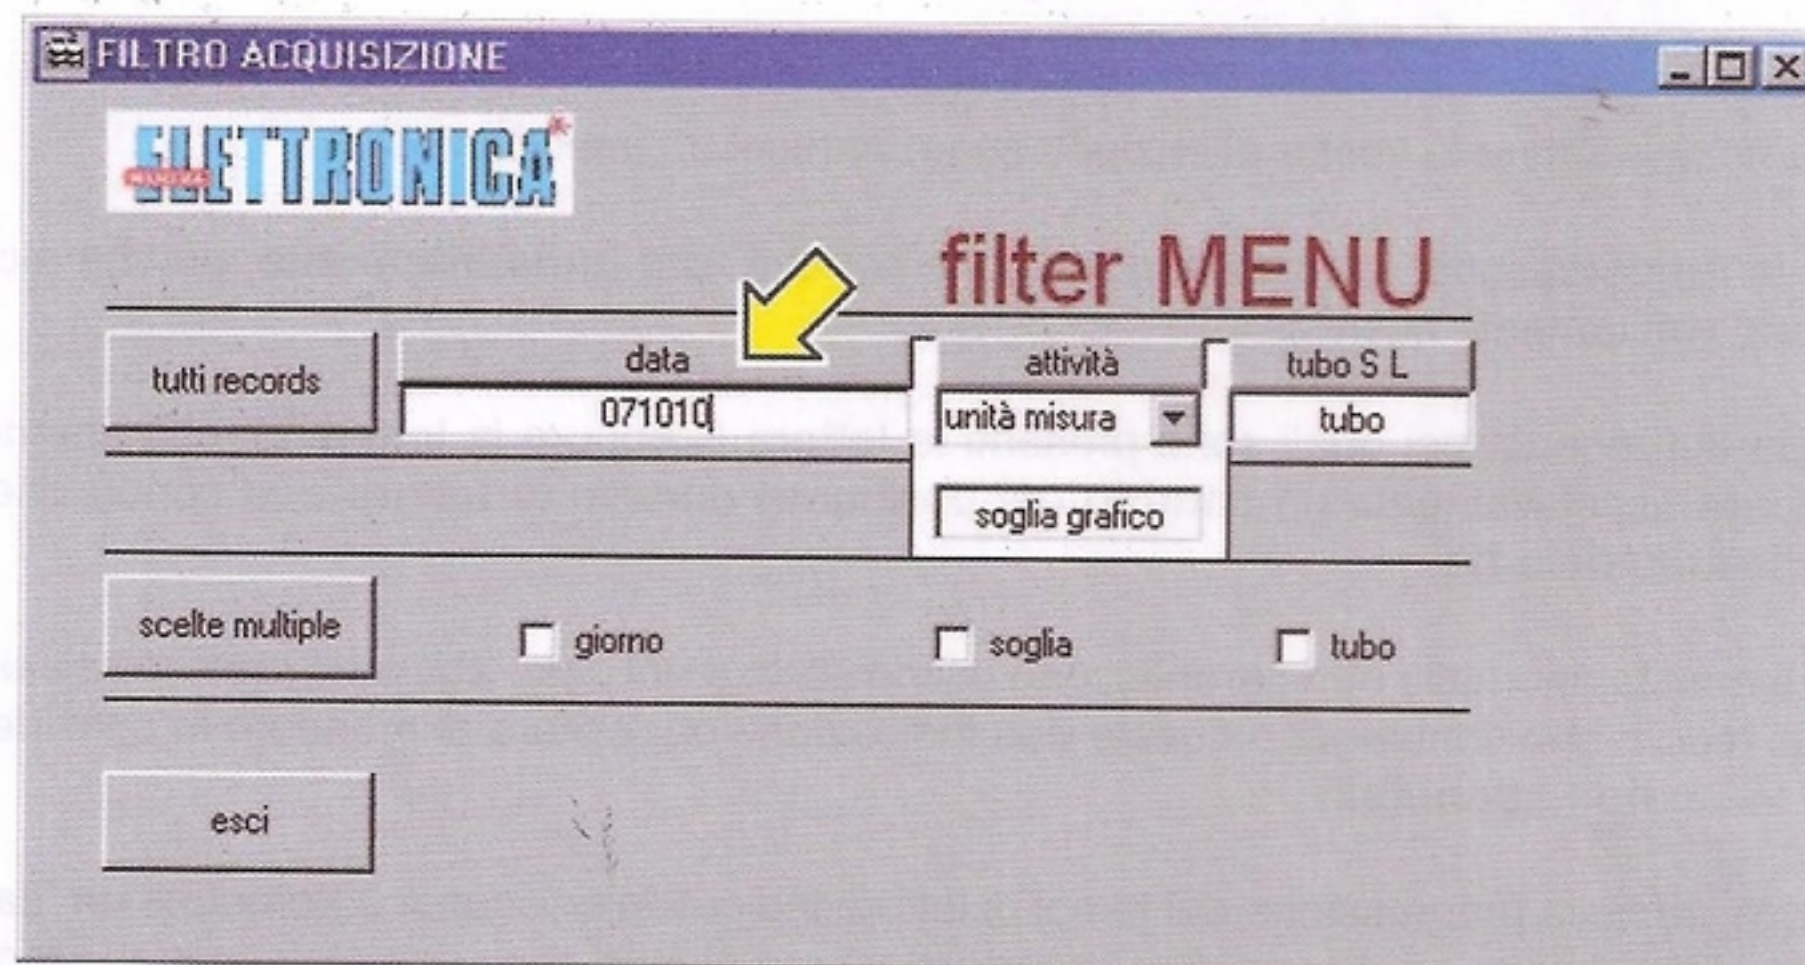 FILTRO ACQUISIZIONE
ELETTRONICA
filter MENU
tutti records
data
attività
tubo S L
071010
unità misura
tubo
soglia grafico
scelte multiple
giorno
soglia
tubo
esci